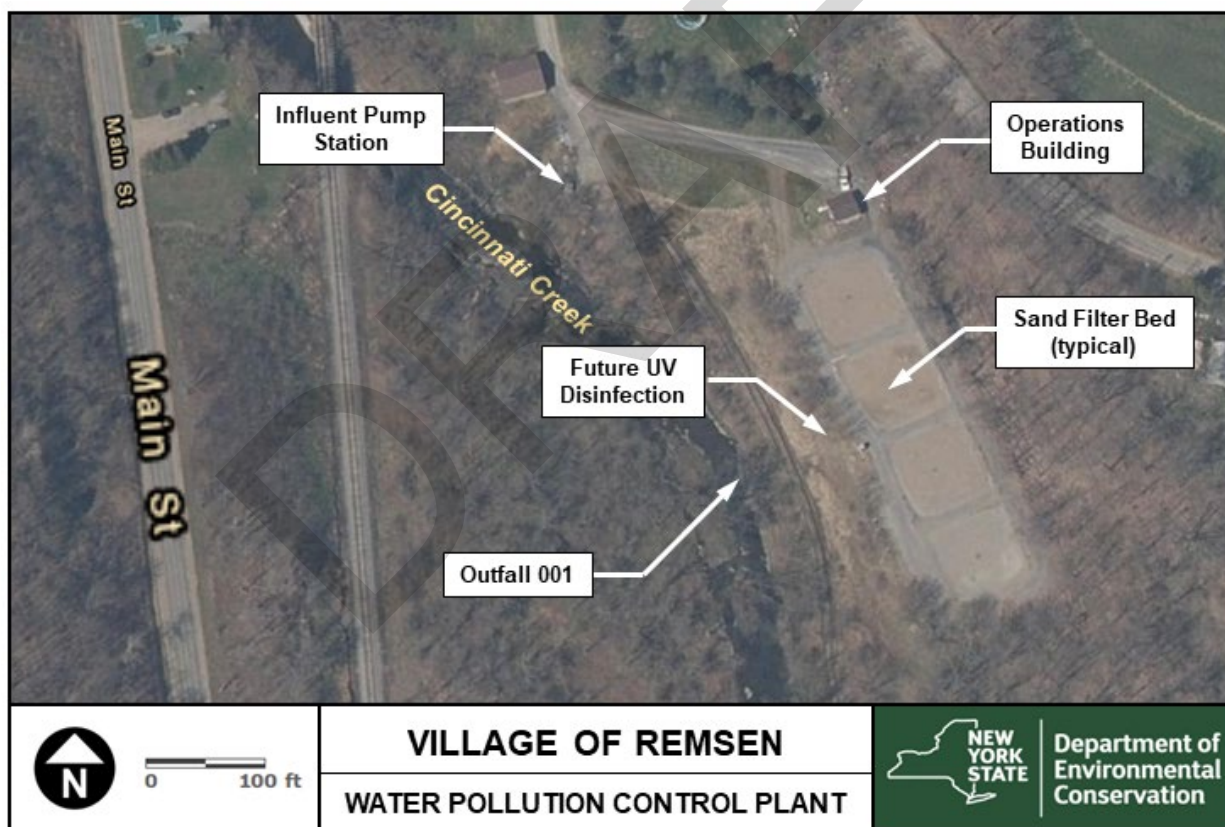 Main St
Influent Pump
Station
Operations
Building
Cincinnati Creek
Sand Filter Bed
(typical)
Future UV
Disinfection
Main St
Outfall 001
DRAFT
N
0 100 ft
VILLAGE OF REMSEN
WATER POLLUTION CONTROL PLANT
NEW
YORK
STATE
Department of
Environmental
Conservation